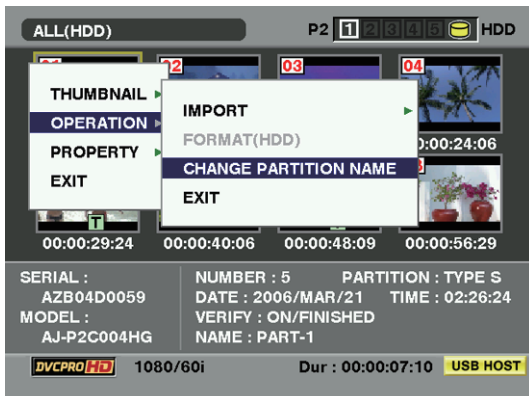 ALL(HDD) P2 1 2 3 4 5 HDD
02 03 04
THUMBNAIL
OPERATION
PROPERTY
EXIT
IMPORT
FORMAT(HDD)
CHANGE PARTITION NAME
EXIT
00:24:06
T
00:00:29:24 00:00:40:06 00:00:48:09 00:00:56:29
SERIAL : NUMBER : 5 PARTITION : TYPE S
AZB04D0059 DATE : 2006/MAR/21 TIME : 02:26:24
MODEL : VERIFY : ON/FINISHED
AJ-P2C004HG NAME : PART-1
DVCPRO HD 1080/60i Dur : 00:00:07:10 USB HOST